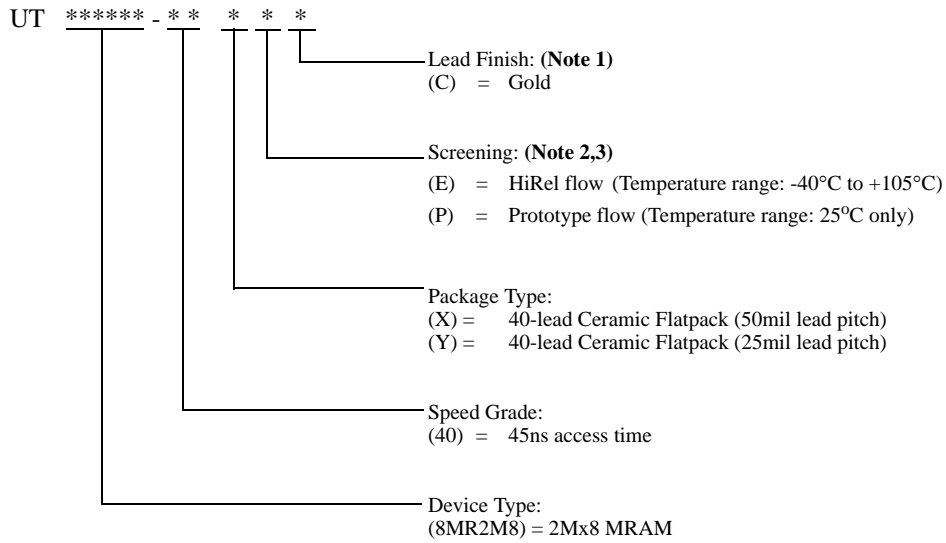 UT ****** - * * * * *
Lead Finish: (Note 1)
(C) = Gold
Screening: (Note 2,3)
(E) = HiRel flow (Temperature range: -40°C to +105°C)
(P) = Prototype flow (Temperature range: 25°C only)
Package Type:
(X) = 40-lead Ceramic Flatpack (50mil lead pitch)
(Y) = 40-lead Ceramic Flatpack (25mil lead pitch)
Speed Grade:
(40) = 45ns access time
Device Type:
(8MR2M8) = 2Mx8 MRAM